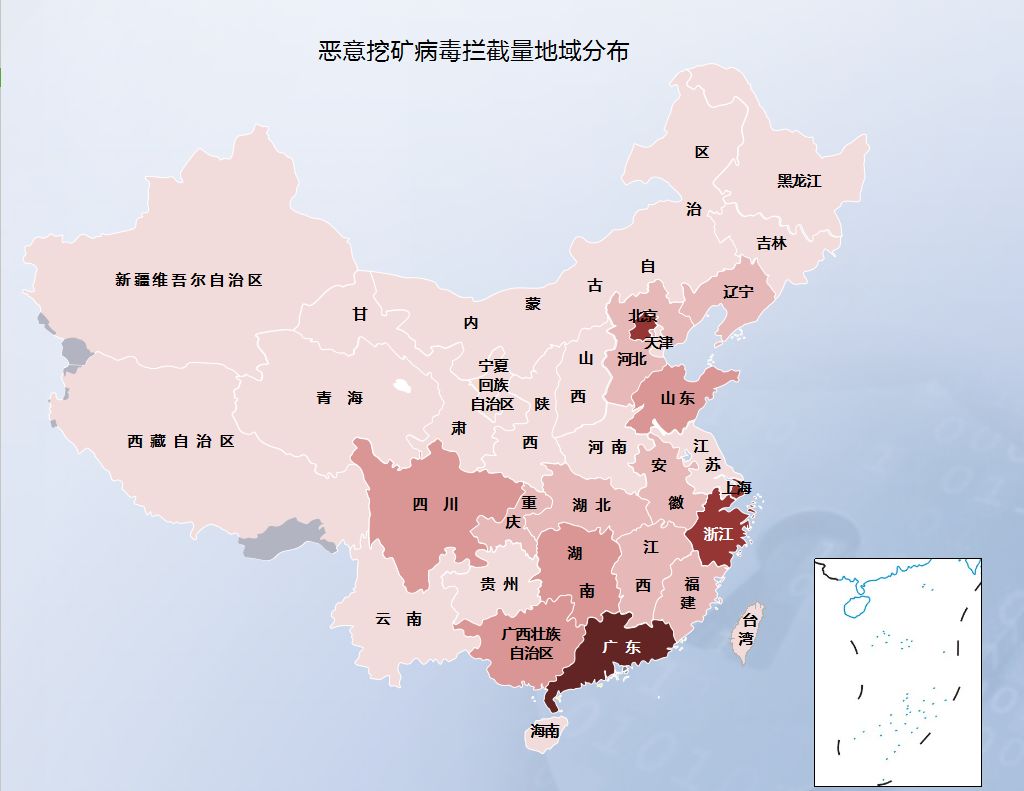 恶意挖矿病毒拦截量地域分布
黑龙江
吉林
辽宁
内蒙古自治区
新疆维吾尔自治区
甘肃
北京
天津
河北
山西
宁夏
回族
自治区
陕西
青海
山东
西藏自治区
河南
江苏
安徽
上海
四川
重庆
湖北
浙江
湖南
江西
贵州
福建
云南
广西壮族
自治区
广东
台湾
海南